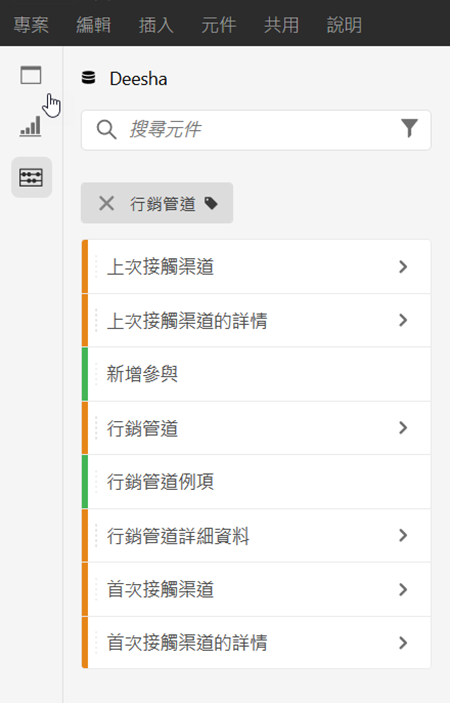 專案 編輯 插入 元件 共用 說明
Deesha
搜尋元件
行銷管道
上次接觸渠道
上次接觸渠道的詳情
新增參與
行銷管道
行銷管道例項
行銷管道詳細資料
首次接觸渠道
首次接觸渠道的詳情